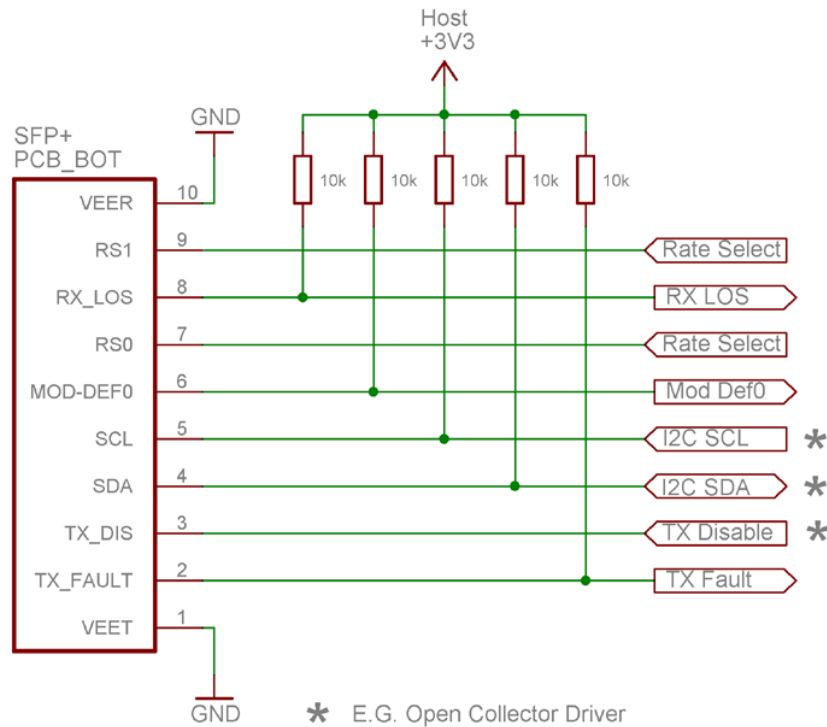 Host
+3V3
GND
SFP+
PCB_BOT
10k 10k 10k 10k 10k
VEER 10
RS1 9 Rate Select
RX_LOS 8 RX LOS
RS0 7 Rate Select
MOD-DEF0 6 Mod Def0
SCL 5 I2C SCL *
SDA 4 I2C SDA *
TX_DIS 3 TX Disable *
TX_FAULT 2 TX Fault
VEET 1
GND
* E.G. Open Collector Driver